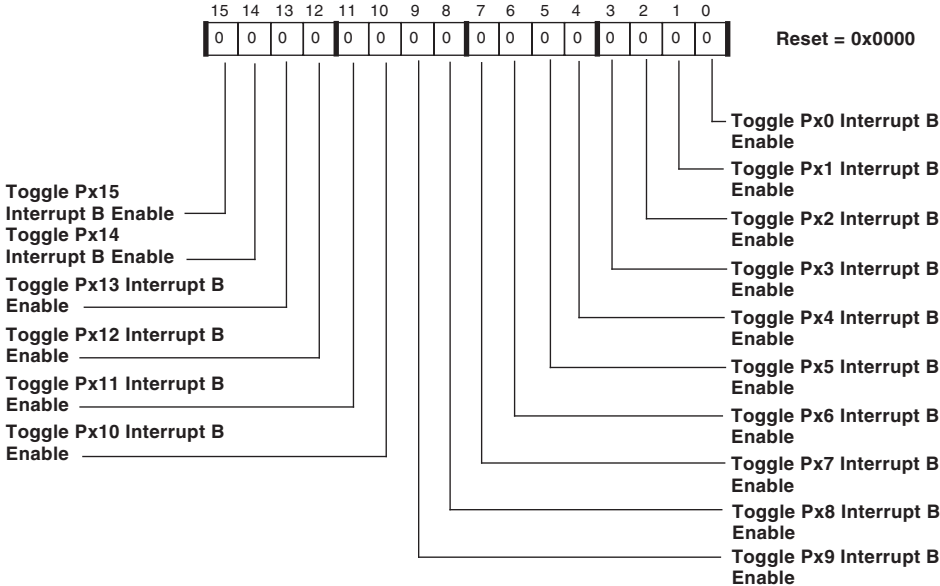 15 14 13 12 11 10 9 8 7 6 5 4 3 2 1 0
0 0 0 0 0 0 0 0 0 0 0 0 0 0 0 0
Reset = 0x0000
Toggle Px0 Interrupt B
Enable
Toggle Px1 Interrupt B
Enable
Toggle Px2 Interrupt B
Enable
Toggle Px3 Interrupt B
Enable
Toggle Px4 Interrupt B
Enable
Toggle Px5 Interrupt B
Enable
Toggle Px6 Interrupt B
Enable
Toggle Px7 Interrupt B
Enable
Toggle Px8 Interrupt B
Enable
Toggle Px9 Interrupt B
Enable
Toggle Px15
Interrupt B Enable
Toggle Px14
Interrupt B Enable
Toggle Px13 Interrupt B
Enable
Toggle Px12 Interrupt B
Enable
Toggle Px11 Interrupt B
Enable
Toggle Px10 Interrupt B
Enable